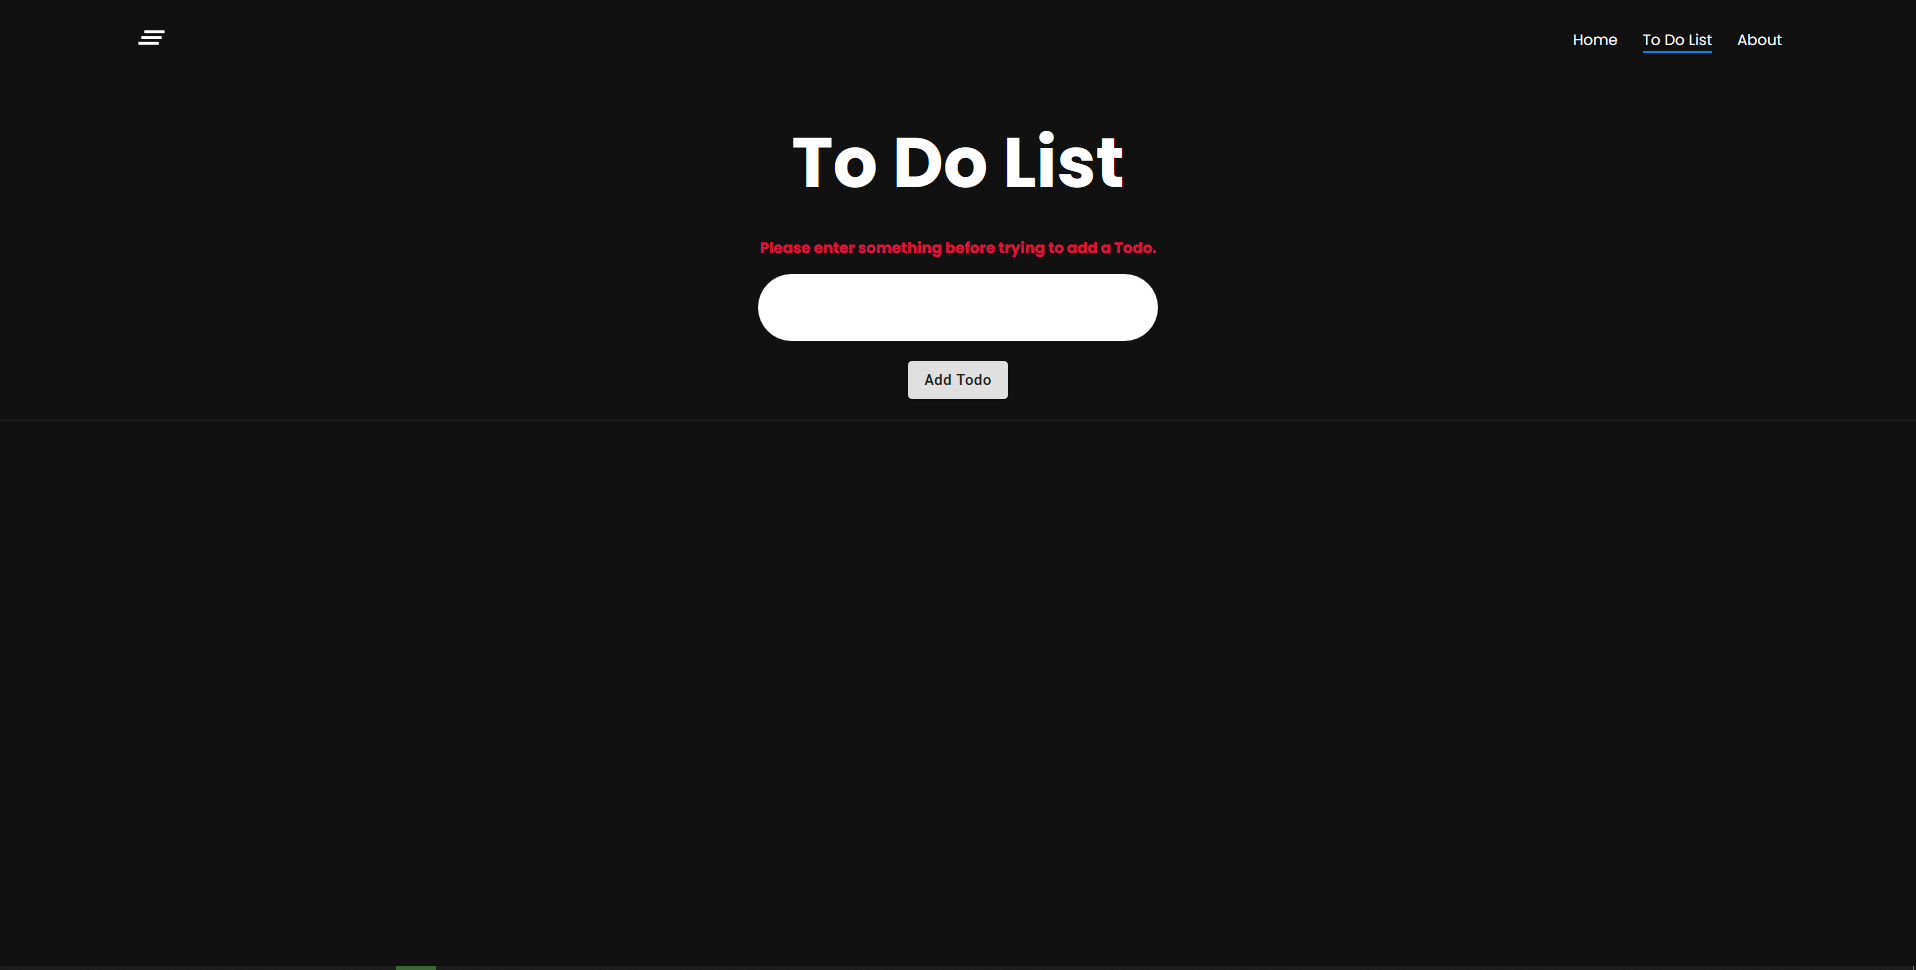 Home To Do List About
To Do List
Please enter something before trying to add a Todo.
Add Todo